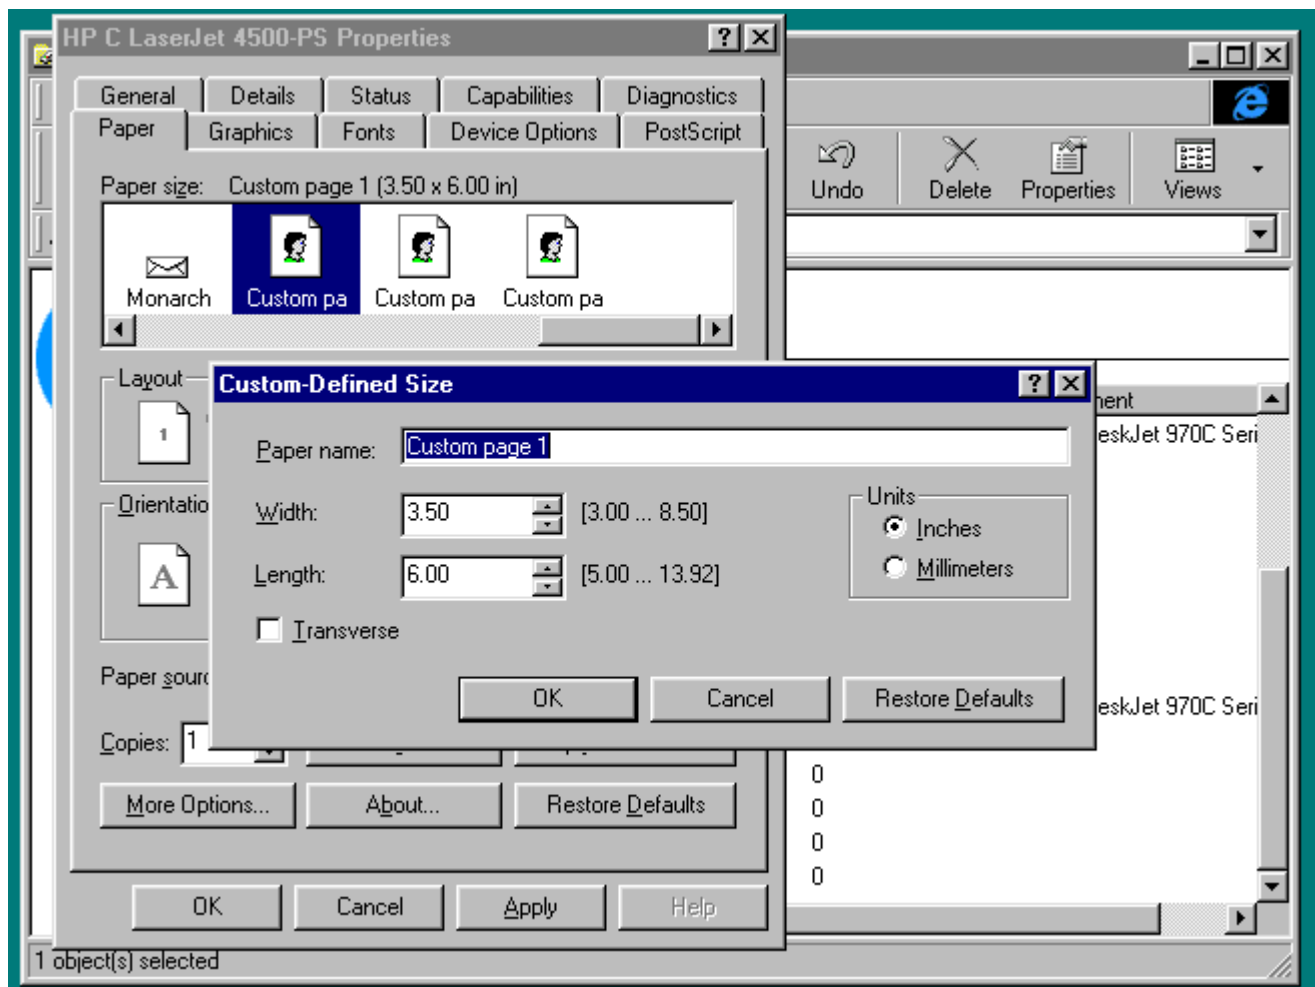 HP C LaserJet 4500-PS Properties
General Details Status Capabilities Diagnostics
Paper Graphics Fonts Device Options PostScript
Paper size: Custom page 1 (3.50 x 6.00 in)
Monarch Custom pa Custom pa Custom pa
Layout
1
Orientatio
A
Paper sourc
Copies: 1
More Options... About... Restore Defaults
OK Cancel Apply Help
Custom-Defined Size
Paper name: Custom page 1
Width: 3.50 [3.00 ... 8.50]
Length: 6.00 [5.00 ... 13.92]
Transverse
Units
Inches
Millimeters
OK Cancel Restore Defaults
Undo Delete Properties Views
ment
eskJet 970C Seri
eskJet 970C Seri
0
0
0
0
1 object(s) selected